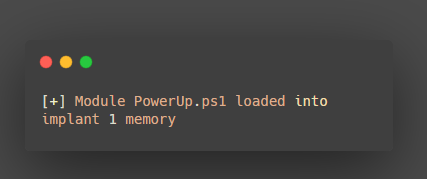 [+] Module PowerUp.ps1 loaded into
implant 1 memory